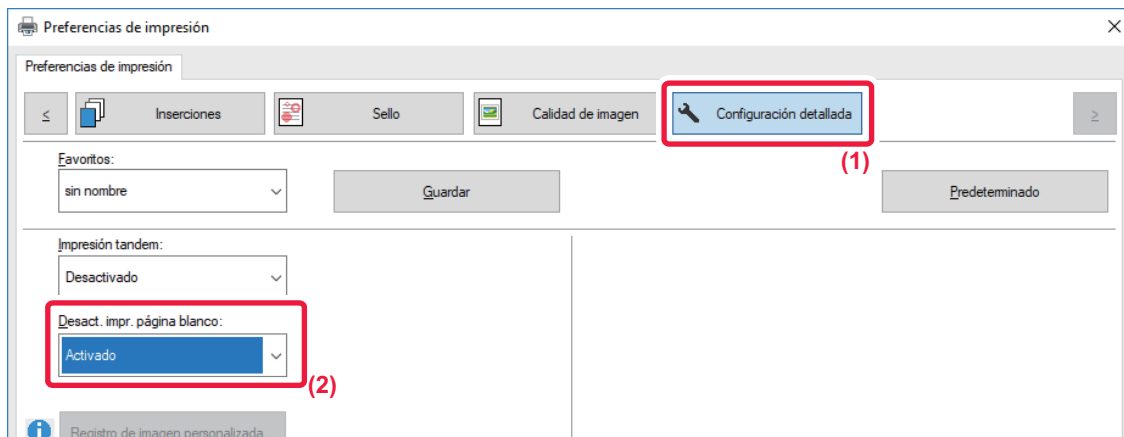 Preferencias de impresión
Preferencias de impresión
< Inserciones Sello Calidad de imagen Configuración detallada >
(1)
Favoritos:
sin nombre Guardar Predeterminado
Impresión tandem:
Desactivado
Desact. impr. página blanco:
Activado
(2)
Registro de imagen personalizada